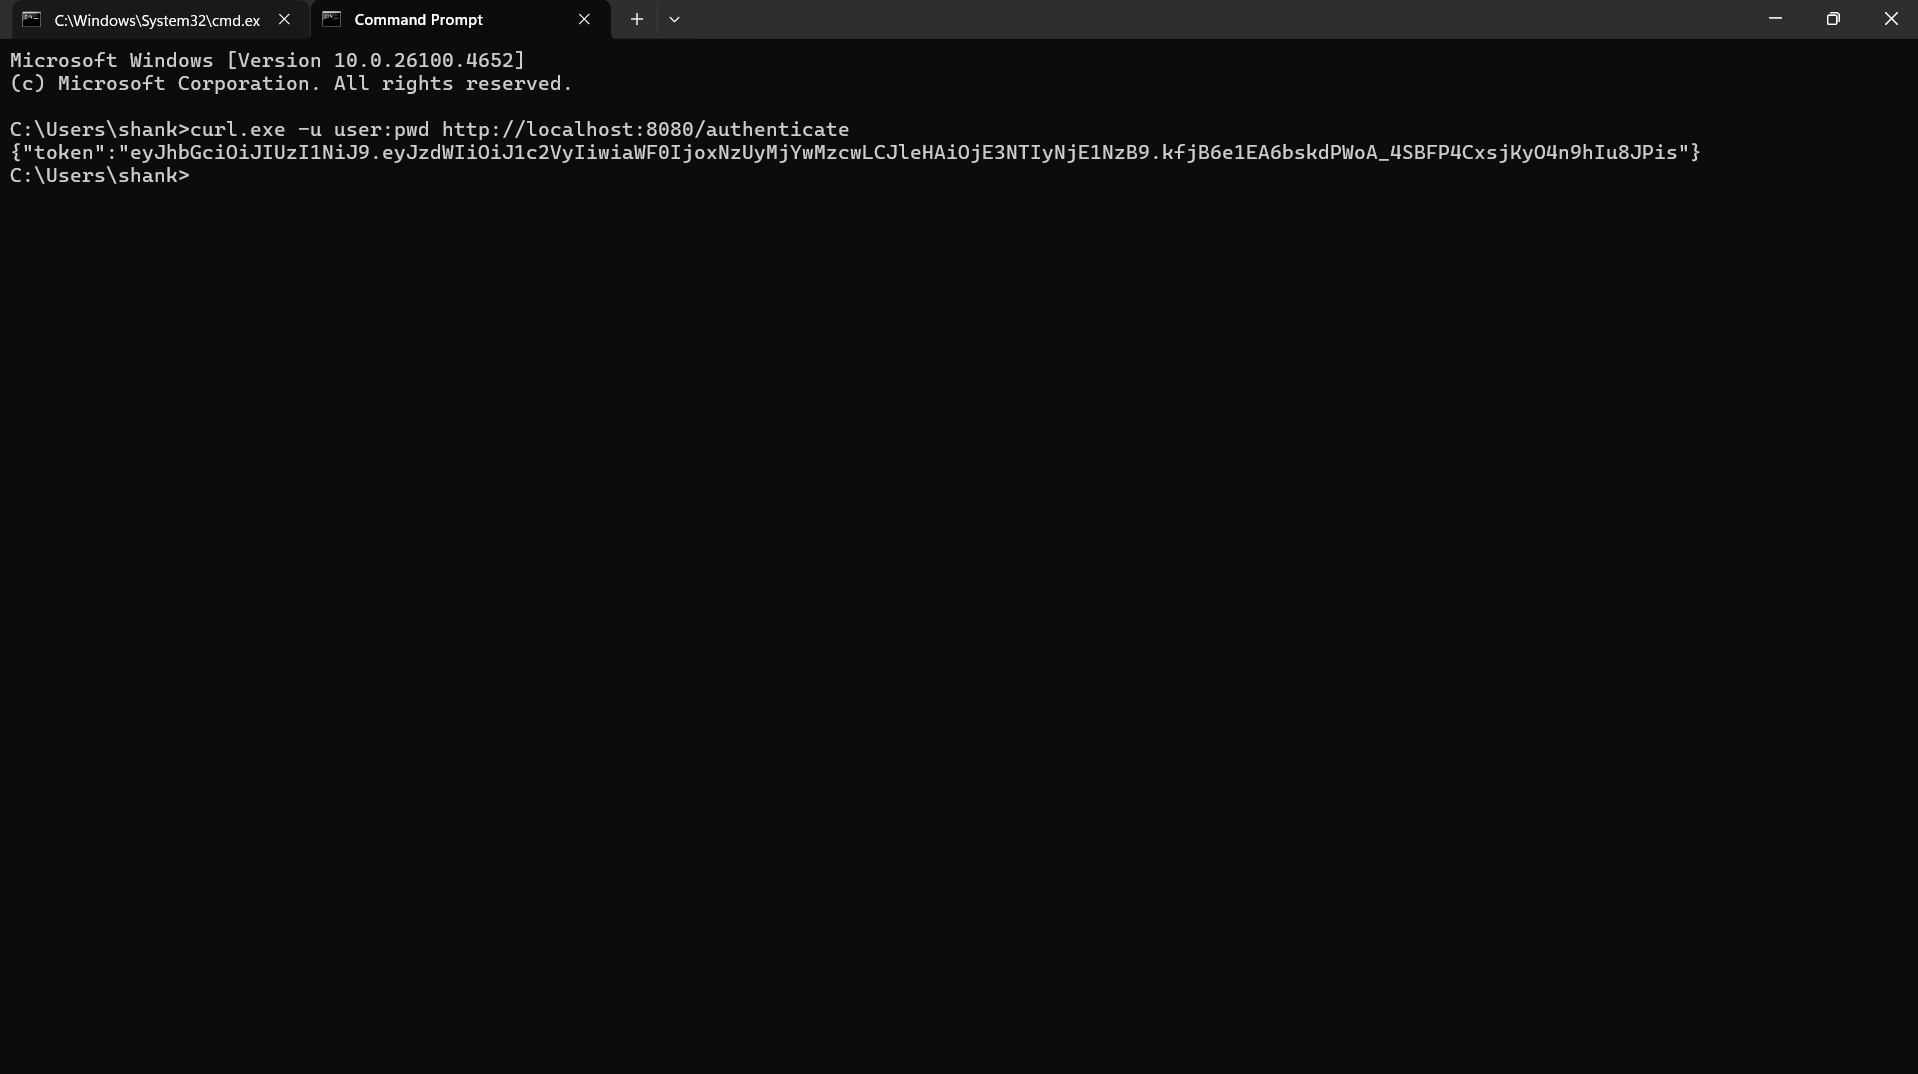 C:\Windows\System32\cmd.ex
Command Prompt
Microsoft Windows [Version 10.0.26100.4652]
(c) Microsoft Corporation. All rights reserved.
C:\Users\shank>curl.exe -u user:pwd http://localhost:8080/authenticate
{"token":"eyJhbGciOiJIUzI1NiJ9.eyJzdWIiOiJ1c2VyIiwiaWF0IjoxNzUyMjYwMzcwLCJleHAiOjE3NTIyNjE1NzB9.kfjB6e1EA6bskdPWoA_4SBFP4CxsjKyO4n9hIu8JPis"}
C:\Users\shank>